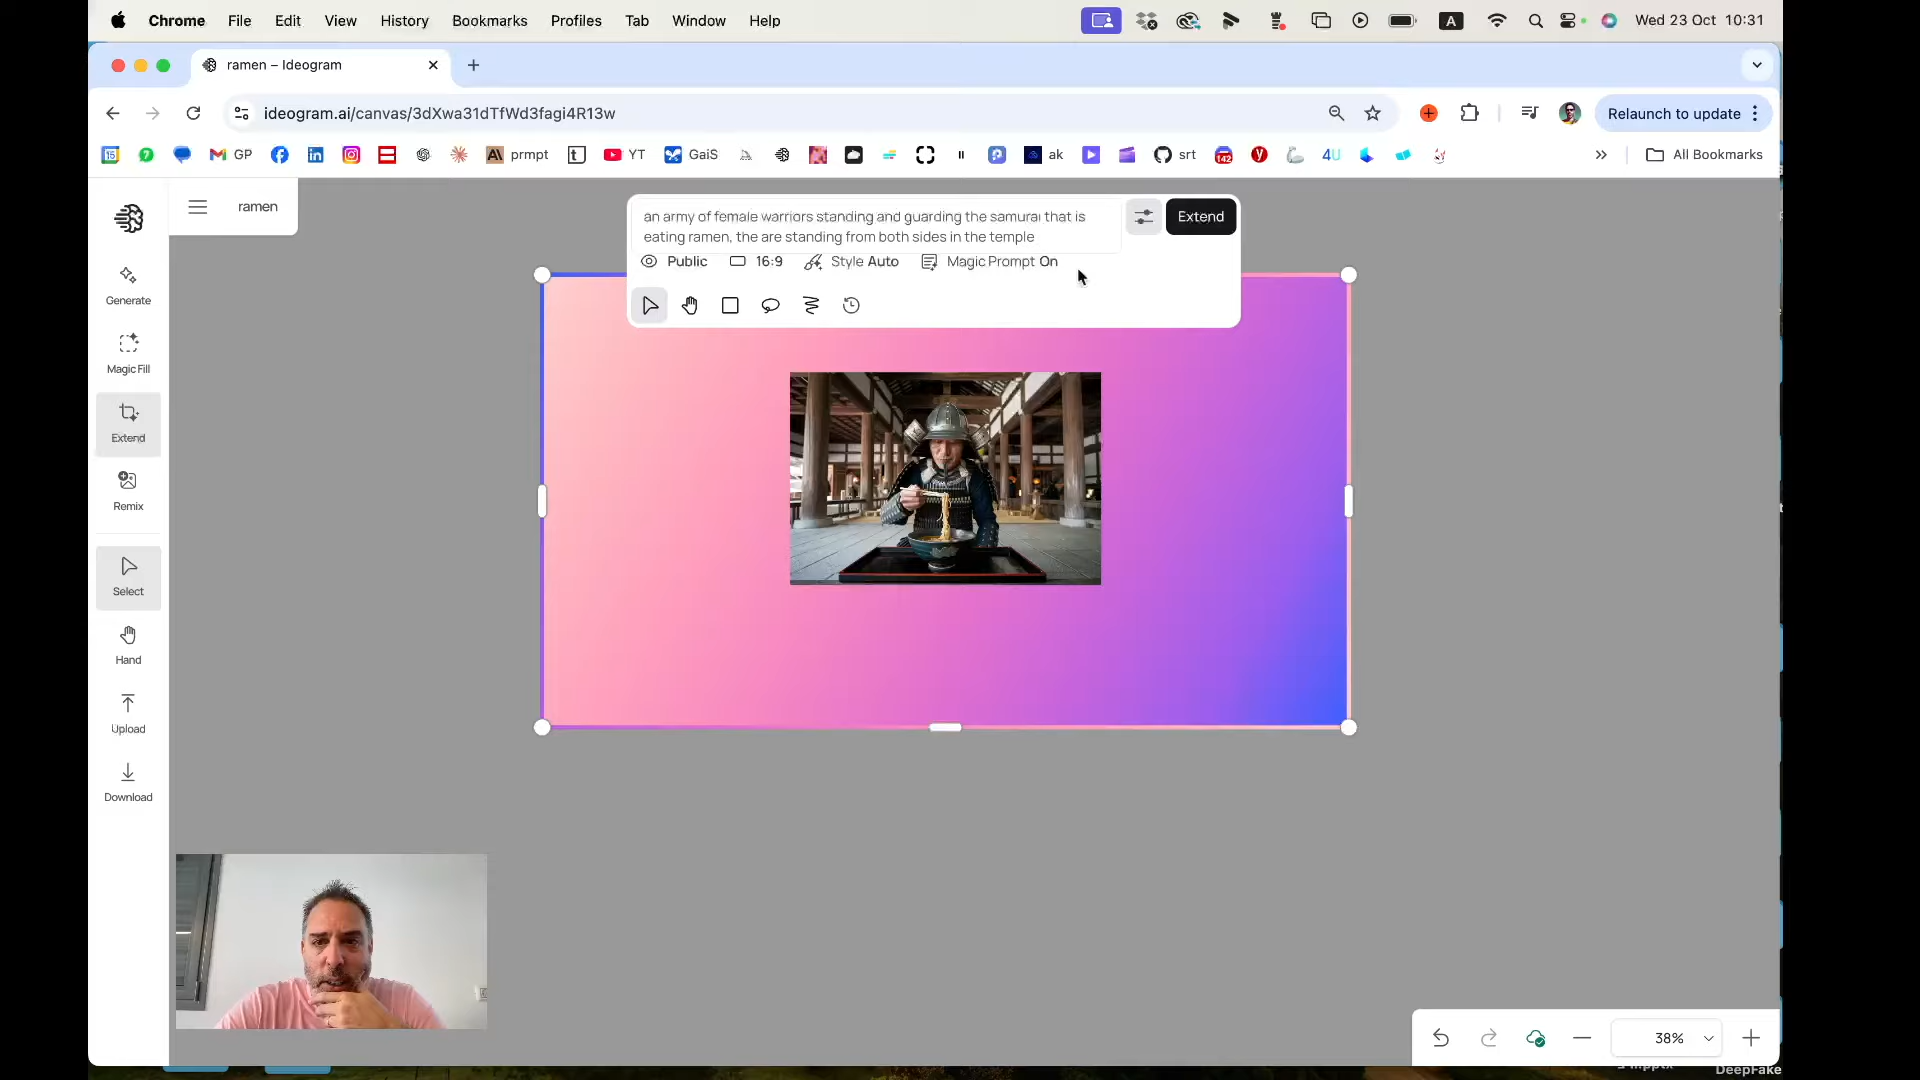 Chrome File Edit View History Bookmarks Profiles Tab Window Help A Wed 23 Oct 10:31
ramen – Ideogram
ideogram.ai/canvas/3dXwa31dTfWd3fagi4R13w Relaunch to update
15 7 GP prmpt YT GaiS ak srt 142 4U All Bookmarks
ramen
an army of female warriors standing and guarding the samurai that is
eating ramen, the are standing from both sides in the temple
Extend
Public 16:9 Style Auto Magic Prompt On
Generate
Magic Fill
Extend
Remix
Select
Hand
Upload
Download
38%
DeepFake